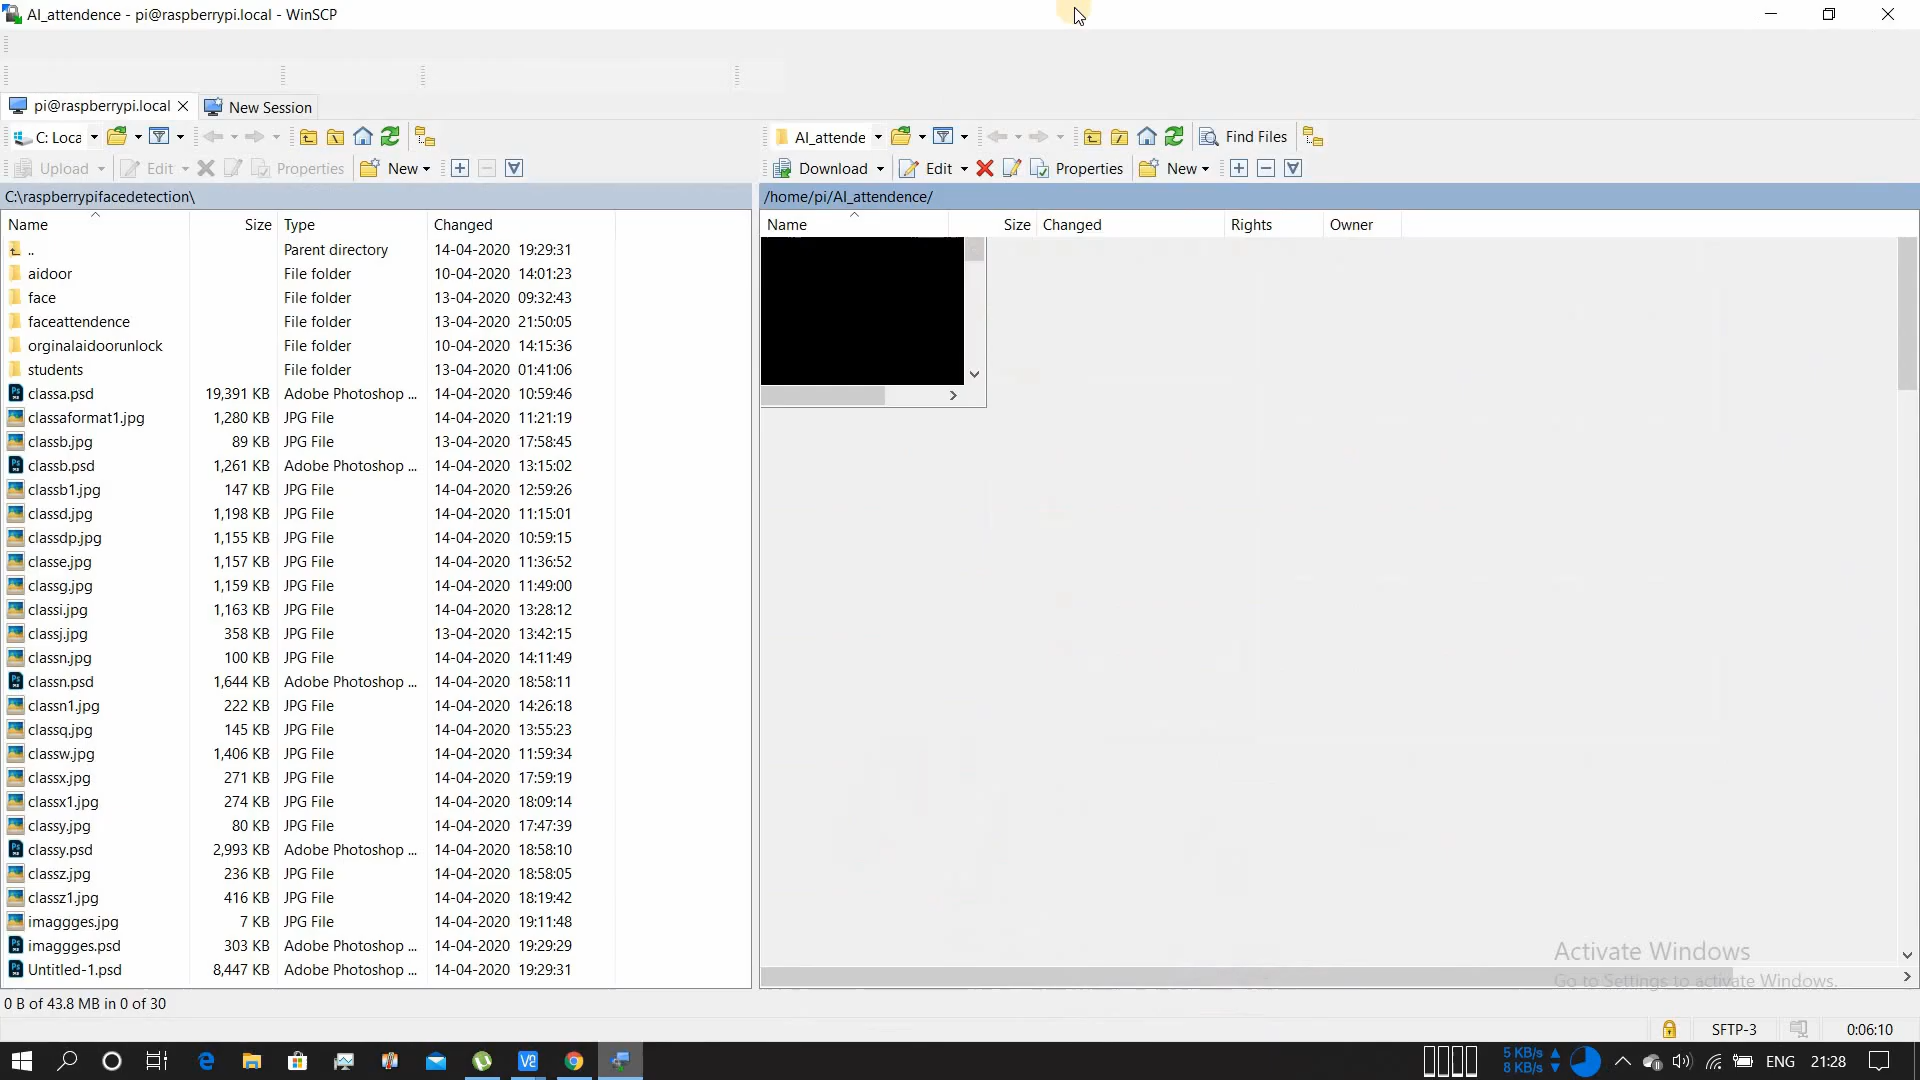 AI_attendence - pi@raspberrypi.local - WinSCP
pi@raspberrypi.local New Session
C: Loca AI_attende Find Files
Upload Edit Properties New Download Edit Properties New
C:\raspberrypifacedetection\ /home/pi/AI_attendence/
Name Size Type Changed Name Size Changed Rights Owner
.. Parent directory 14-04-2020 19:29:31
aidoor File folder 10-04-2020 14:01:23
face File folder 13-04-2020 09:32:43
faceattendence File folder 13-04-2020 21:50:05
orginalaidoorunlock File folder 10-04-2020 14:15:36
students File folder 13-04-2020 01:41:06
classa.psd 19,391 KB Adobe Photoshop ... 14-04-2020 10:59:46
classaformat1.jpg 1,280 KB JPG File 14-04-2020 11:21:19
classb.jpg 89 KB JPG File 13-04-2020 17:58:45
classb.psd 1,261 KB Adobe Photoshop ... 14-04-2020 13:15:02
classb1.jpg 147 KB JPG File 14-04-2020 12:59:26
classd.jpg 1,198 KB JPG File 14-04-2020 11:15:01
classdp.jpg 1,155 KB JPG File 14-04-2020 10:59:15
classe.jpg 1,157 KB JPG File 14-04-2020 11:36:52
classg.jpg 1,159 KB JPG File 14-04-2020 11:49:00
classi.jpg 1,163 KB JPG File 14-04-2020 13:28:12
classj.jpg 358 KB JPG File 13-04-2020 13:42:15
classn.jpg 100 KB JPG File 14-04-2020 14:11:49
classn.psd 1,644 KB Adobe Photoshop ... 14-04-2020 18:58:11
classn1.jpg 222 KB JPG File 14-04-2020 14:26:18
classq.jpg 145 KB JPG File 14-04-2020 13:55:23
classw.jpg 1,406 KB JPG File 14-04-2020 11:59:34
classx.jpg 271 KB JPG File 14-04-2020 17:59:19
classx1.jpg 274 KB JPG File 14-04-2020 18:09:14
classy.jpg 80 KB JPG File 14-04-2020 17:47:39
classy.psd 2,993 KB Adobe Photoshop ... 14-04-2020 18:58:10
classz.jpg 236 KB JPG File 14-04-2020 18:58:05
classz1.jpg 416 KB JPG File 14-04-2020 18:19:42
imaggges.jpg 7 KB JPG File 14-04-2020 19:11:48
imaggges.psd 303 KB Adobe Photoshop ... 14-04-2020 19:29:29
Untitled-1.psd 8,447 KB Adobe Photoshop ... 14-04-2020 19:29:31
Activate Windows
Go to Settings to activate Windows.
0 B of 43.8 MB in 0 of 30
SFTP-3 0:06:10
5 KB/s
8 KB/s
ENG 21:28